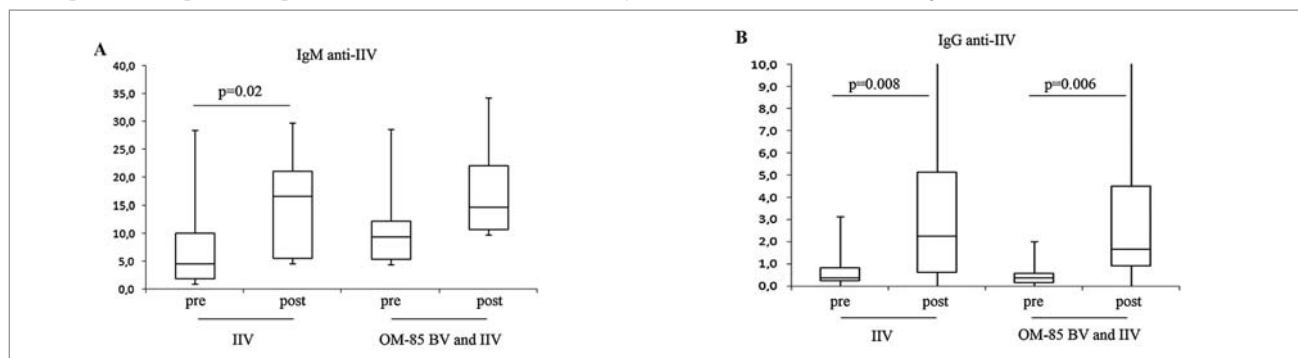 A
IgM anti-IIV
40,0
35,0
30,0
25,0
20,0
15,0
10,0
5,0
0,0
p=0.02
pre post pre post
IIV OM-85 BV and IIV
B
IgG anti-IIV
10,0
9,0
8,0
7,0
6,0
5,0
4,0
3,0
2,0
1,0
0,0
p=0.008 p=0.006
pre post pre post
IIV OM-85 BV and IIV